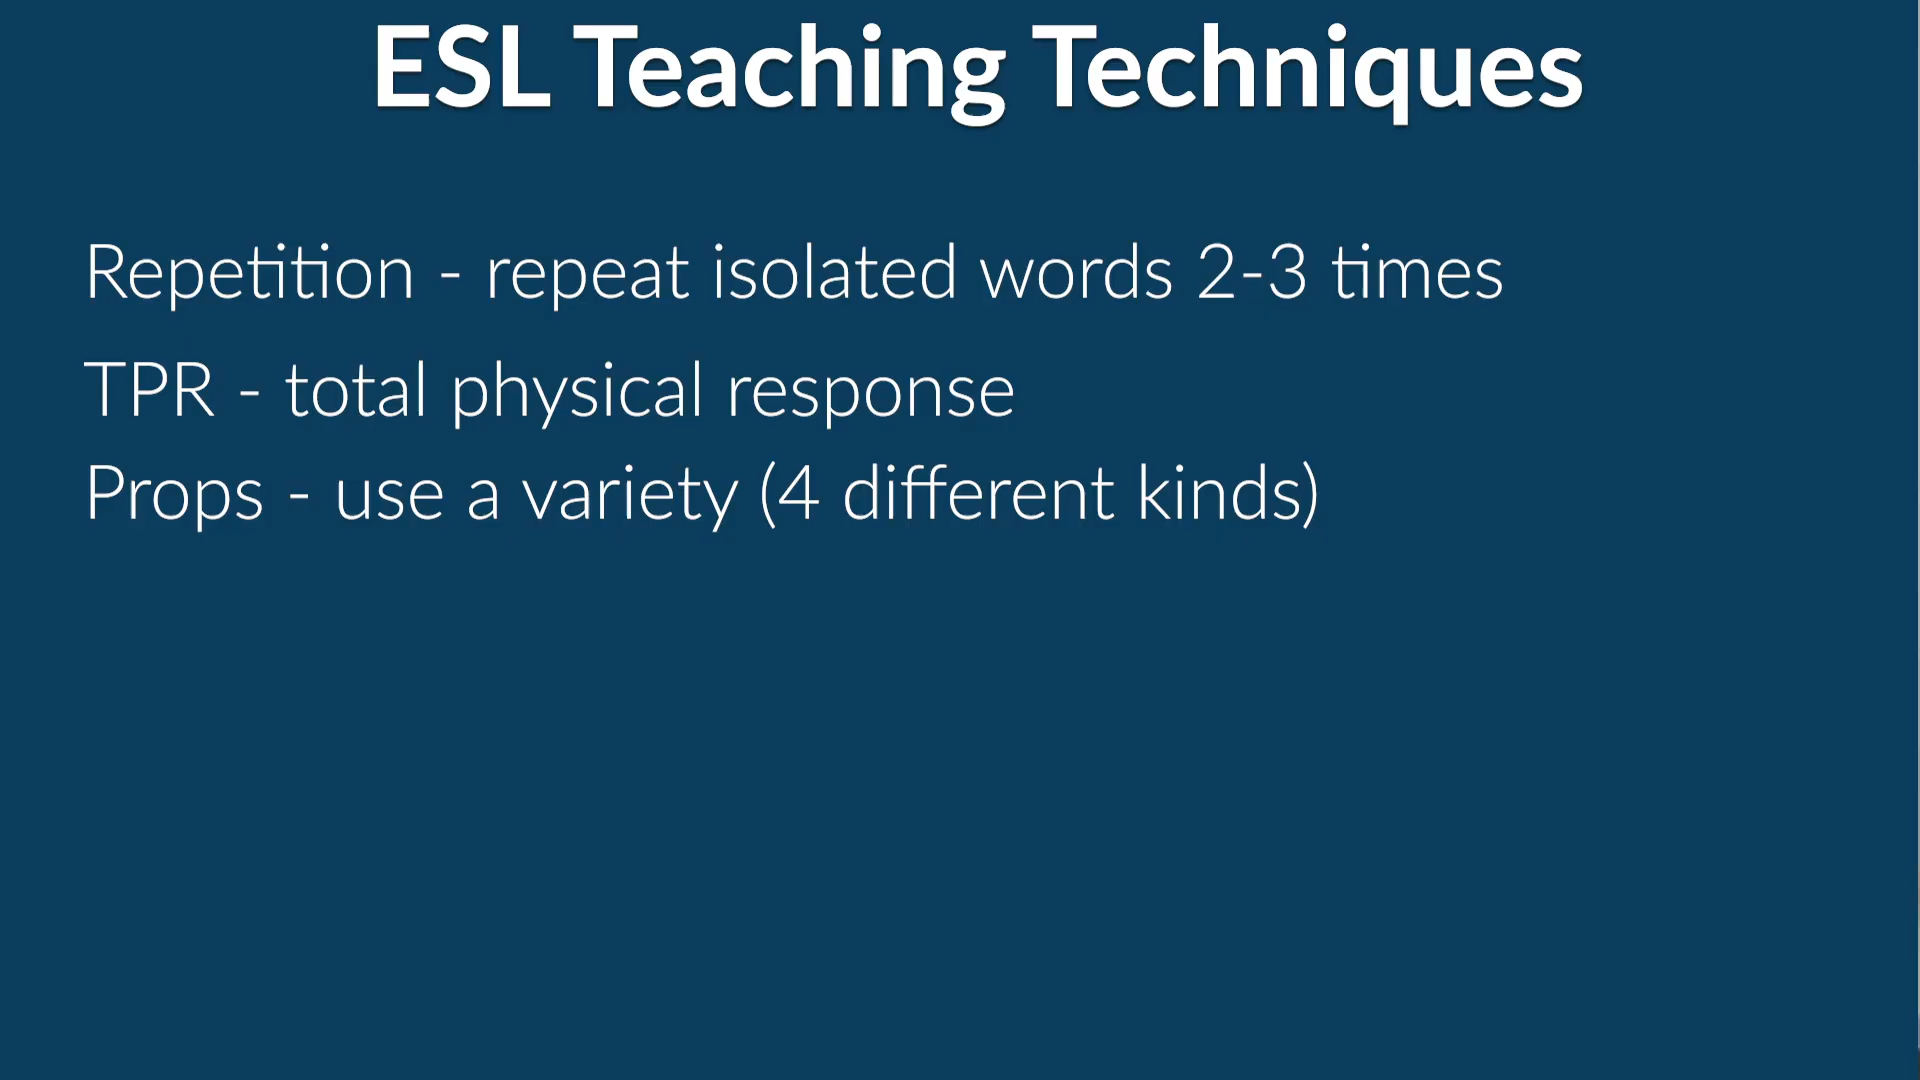 ESL Teaching Techniques
Repetition - repeat isolated words 2-3 times
TPR - total physical response
Props - use a variety (4 different kinds)